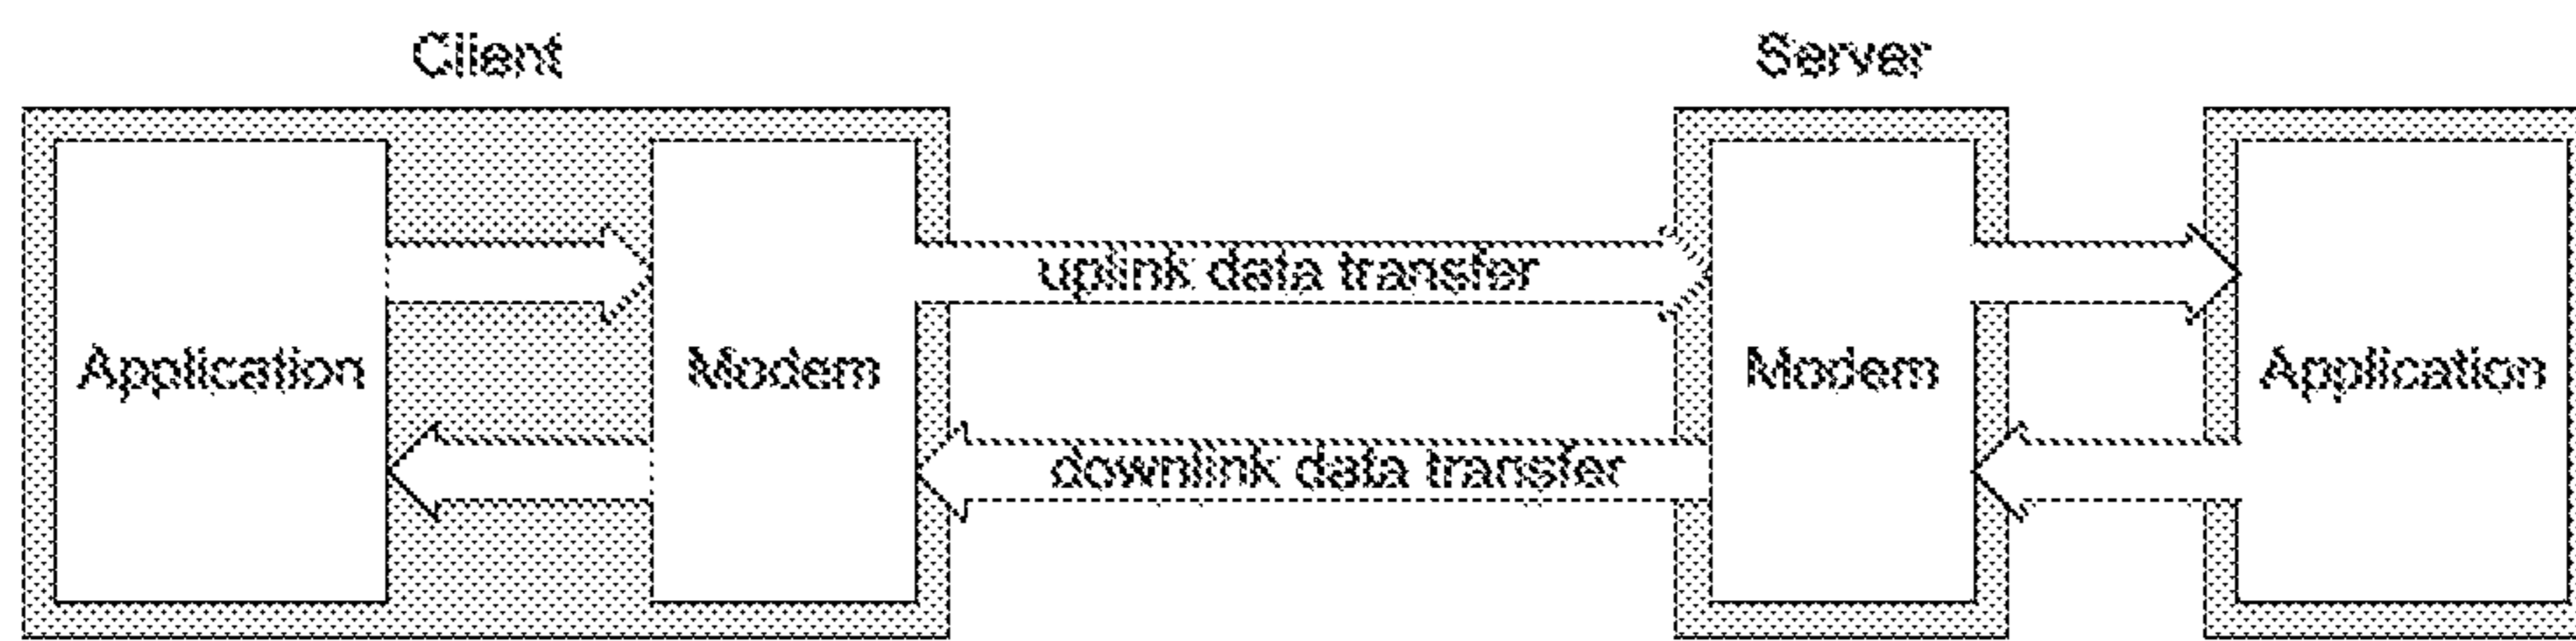 Client
Server
uplink data transfer
Application
Modem
Modem
Application
downlink data transfer